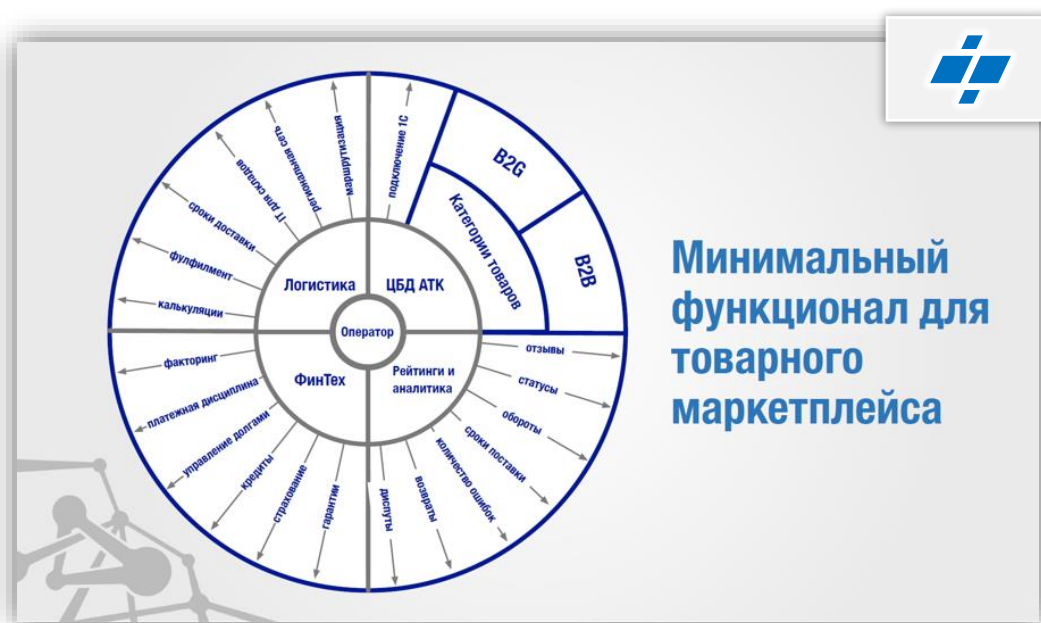 Минимальный
функционал для
товарного
маркетплейса
Оператор
Логистика
маршрутизация
региональная сеть
IT для складов
сроки доставки
фулфилмент
калькуляции
ЦБД АТК
подключение 1С
Категории товаров
B2G
B2B
Рейтинги и
аналитика
отзывы
статусы
обороты
сроки поставки
количество ошибок
возвраты
диспуты
ФинТех
гарантии
страхование
кредиты
управление долгами
платежная дисциплина
факторинг